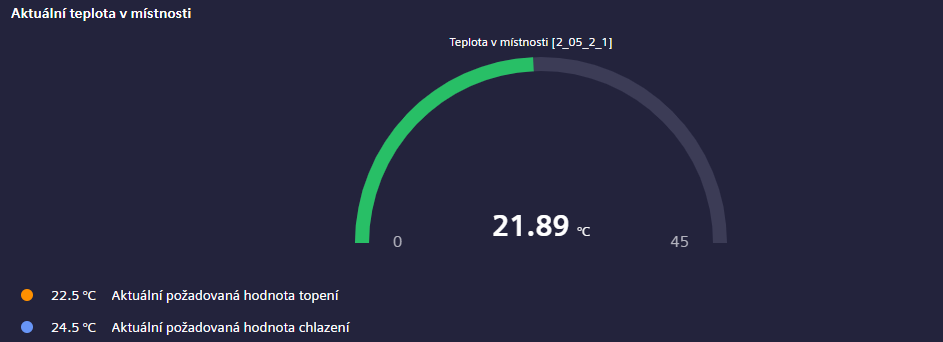 Aktuální teplota v místnosti
Teplota v místnosti [2_05_2_1]
21.89 °C
0
45
22.5 °C Aktuální požadovaná hodnota topení
24.5 °C Aktuální požadovaná hodnota chlazení